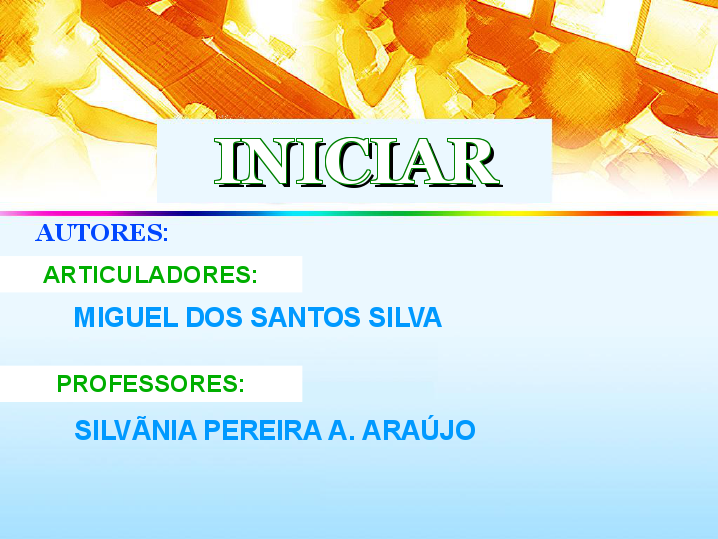 INICIAR
AUTORES:
ARTICULADORES:
MIGUEL DOS SANTOS SILVA
PROFESSORES:
SILVÃNIA PEREIRA A. ARAÚJO